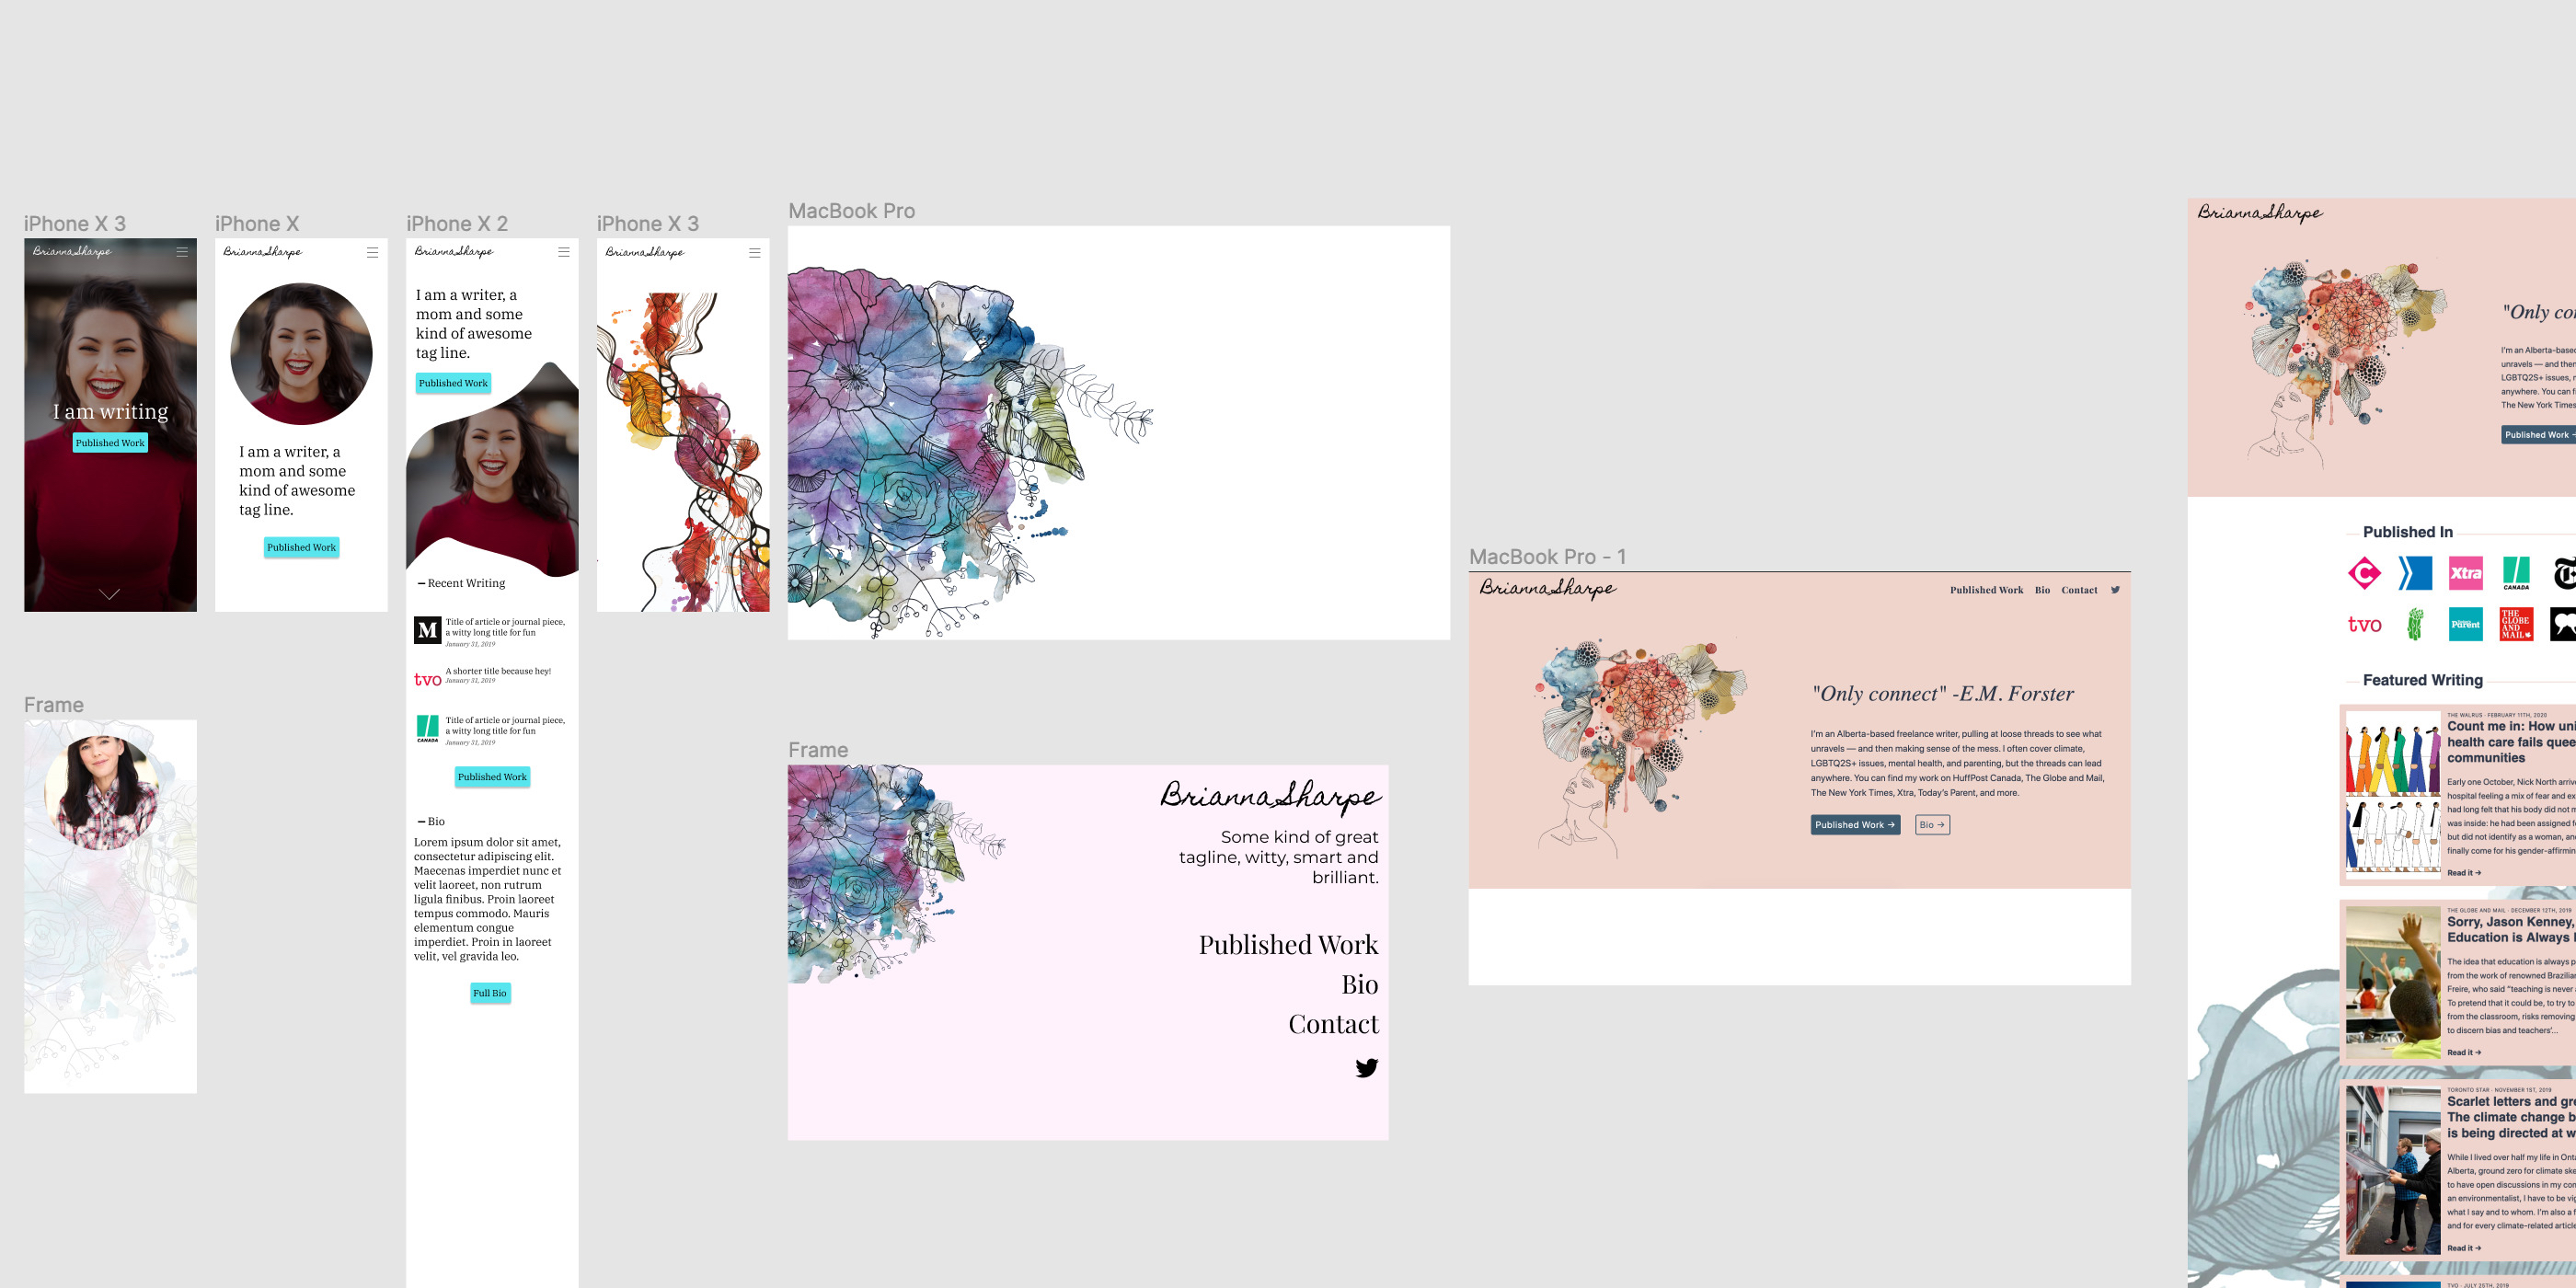 iPhone X 3
BriannaSharpe
I am writing
Published Work
iPhone X
BriannaSharpe
I am a writer, a
mom and some
kind of awesome
tag line.
Published Work
iPhone X 2
BriannaSharpe
I am a writer, a
mom and some
kind of awesome
tag line.
Published Work
Recent Writing
M
Title of article or journal piece,
a witty long title for fun
January 31, 2019
tvo
A shorter title because hey!
January 31, 2019
CANADA
Title of article or journal piece,
a witty long title for fun
January 31, 2019
Published Work
Bio
Lorem ipsum dolor sit amet,
consectetur adipiscing elit.
Maecenas imperdiet nunc et
velit laoreet, non rutrum
ligula finibus. Proin laoreet
tempus commodo. Mauris
elementum congue
imperdiet. Proin in laoreet
velit, vel gravida leo.
Full Bio
iPhone X 3
BriannaSharpe
Frame
MacBook Pro
Frame
BriannaSharpe
Some kind of great
tagline, witty, smart and
brilliant.
Published Work
Bio
Contact
MacBook Pro - 1
BriannaSharpe
Published Work Bio Contact
"Only connect" -E.M. Forster
I'm an Alberta-based freelance writer, pulling at loose threads to see what
unravels — and then making sense of the mess. I often cover climate,
LGBTQ2S+ issues, mental health, and parenting, but the threads can lead
anywhere. You can find my work on HuffPost Canada, The Globe and Mail,
The New York Times, Xtra, Today's Parent, and more.
Published Work →
Bio →
BriannaSharpe
"Only
I'm an Alberta-based
unravels — and then
LGBTQ2S+ issues,
anywhere. You can
The New York Times
Published Work
Published In
C
Xtra
CANADA
T
tvo
Parent
THE
GLOBE
AND
MAIL
Featured Writing
THE WALRUS · FEBRUARY 11TH, 2020
Count me in: How uni
health care fails quee
communities
Early one October, Nick North arrive
hospital feeling a mix of fear and ex
had long felt that his body did not m
was inside: he had been assigned f
but did not identify as a woman, an
finally come for his gender-affirmin
Read it →
THE GLOBE AND MAIL · DECEMBER 12TH, 2019
Sorry, Jason Kenney,
Education is Always
The idea that education is always p
from the work of renowned Brazilian
Freire, who said "teaching is never
To pretend that it could be, to try to
from the classroom, risks removing
to discern bias and teachers'...
Read it →
TORONTO STAR · NOVEMBER 1ST, 2019
Scarlet letters and gre
The climate change b
is being directed at w
While I lived over half my life in Onta
Alberta, ground zero for climate ske
to have open discussions in my con
an environmentalist, I have to be vig
what I say and to whom. I'm also a f
and for every climate-related article
Read it →
TVO · JULY 25TH, 2019